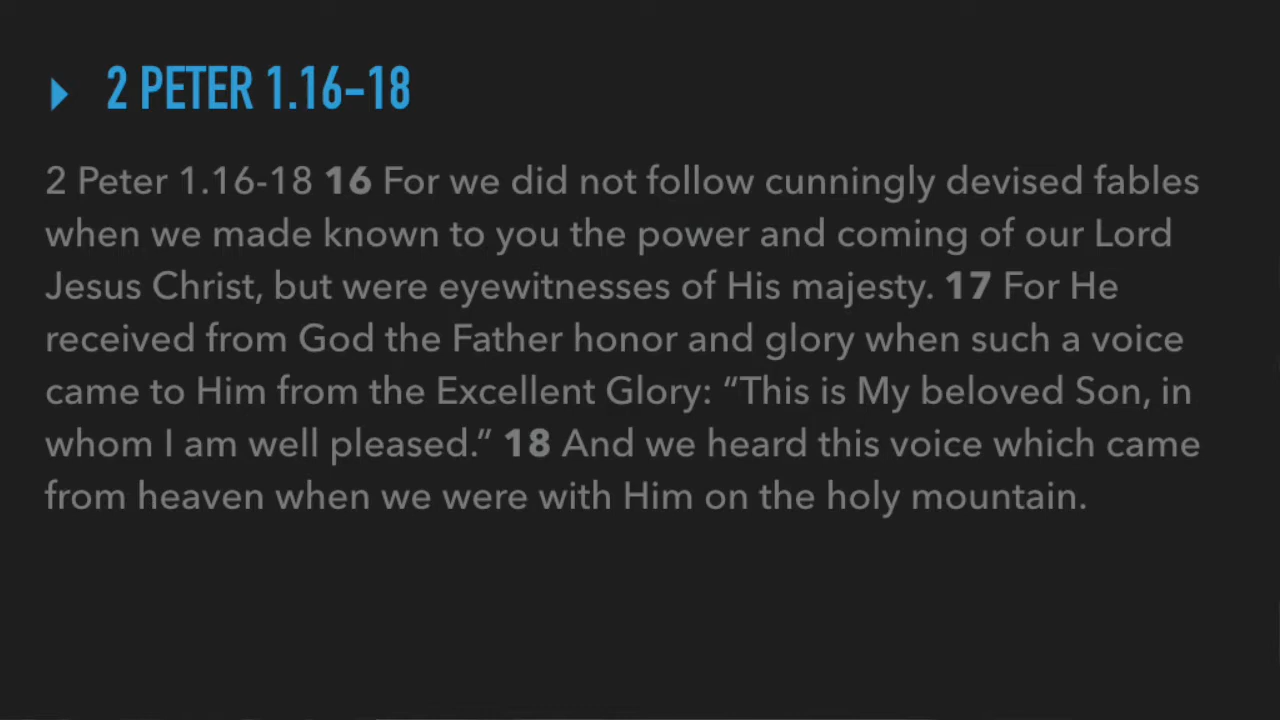 ▸ 2 PETER 1.16-18
2 Peter 1.16-18 16 For we did not follow cunningly devised fables
when we made known to you the power and coming of our Lord
Jesus Christ, but were eyewitnesses of His majesty. 17 For He
received from God the Father honor and glory when such a voice
came to Him from the Excellent Glory: “This is My beloved Son, in
whom I am well pleased.” 18 And we heard this voice which came
from heaven when we were with Him on the holy mountain.